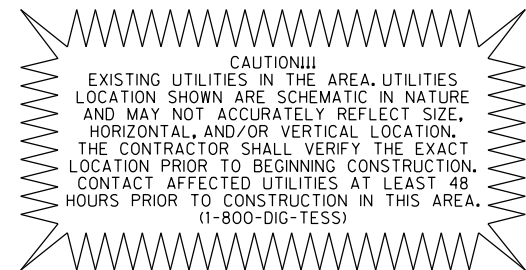 CAUTION!!!
EXISTING UTILITIES IN THE AREA. UTILITIES
LOCATION SHOWN ARE SCHEMATIC IN NATURE
AND MAY NOT ACCURATELY REFLECT SIZE,
HORIZONTAL, AND/OR VERTICAL LOCATION.
THE CONTRACTOR SHALL VERIFY THE EXACT
LOCATION PRIOR TO BEGINNING CONSTRUCTION.
CONTACT AFFECTED UTILITIES AT LEAST 48
HOURS PRIOR TO CONSTRUCTION IN THIS AREA.
(1-800-DIG-TESS)